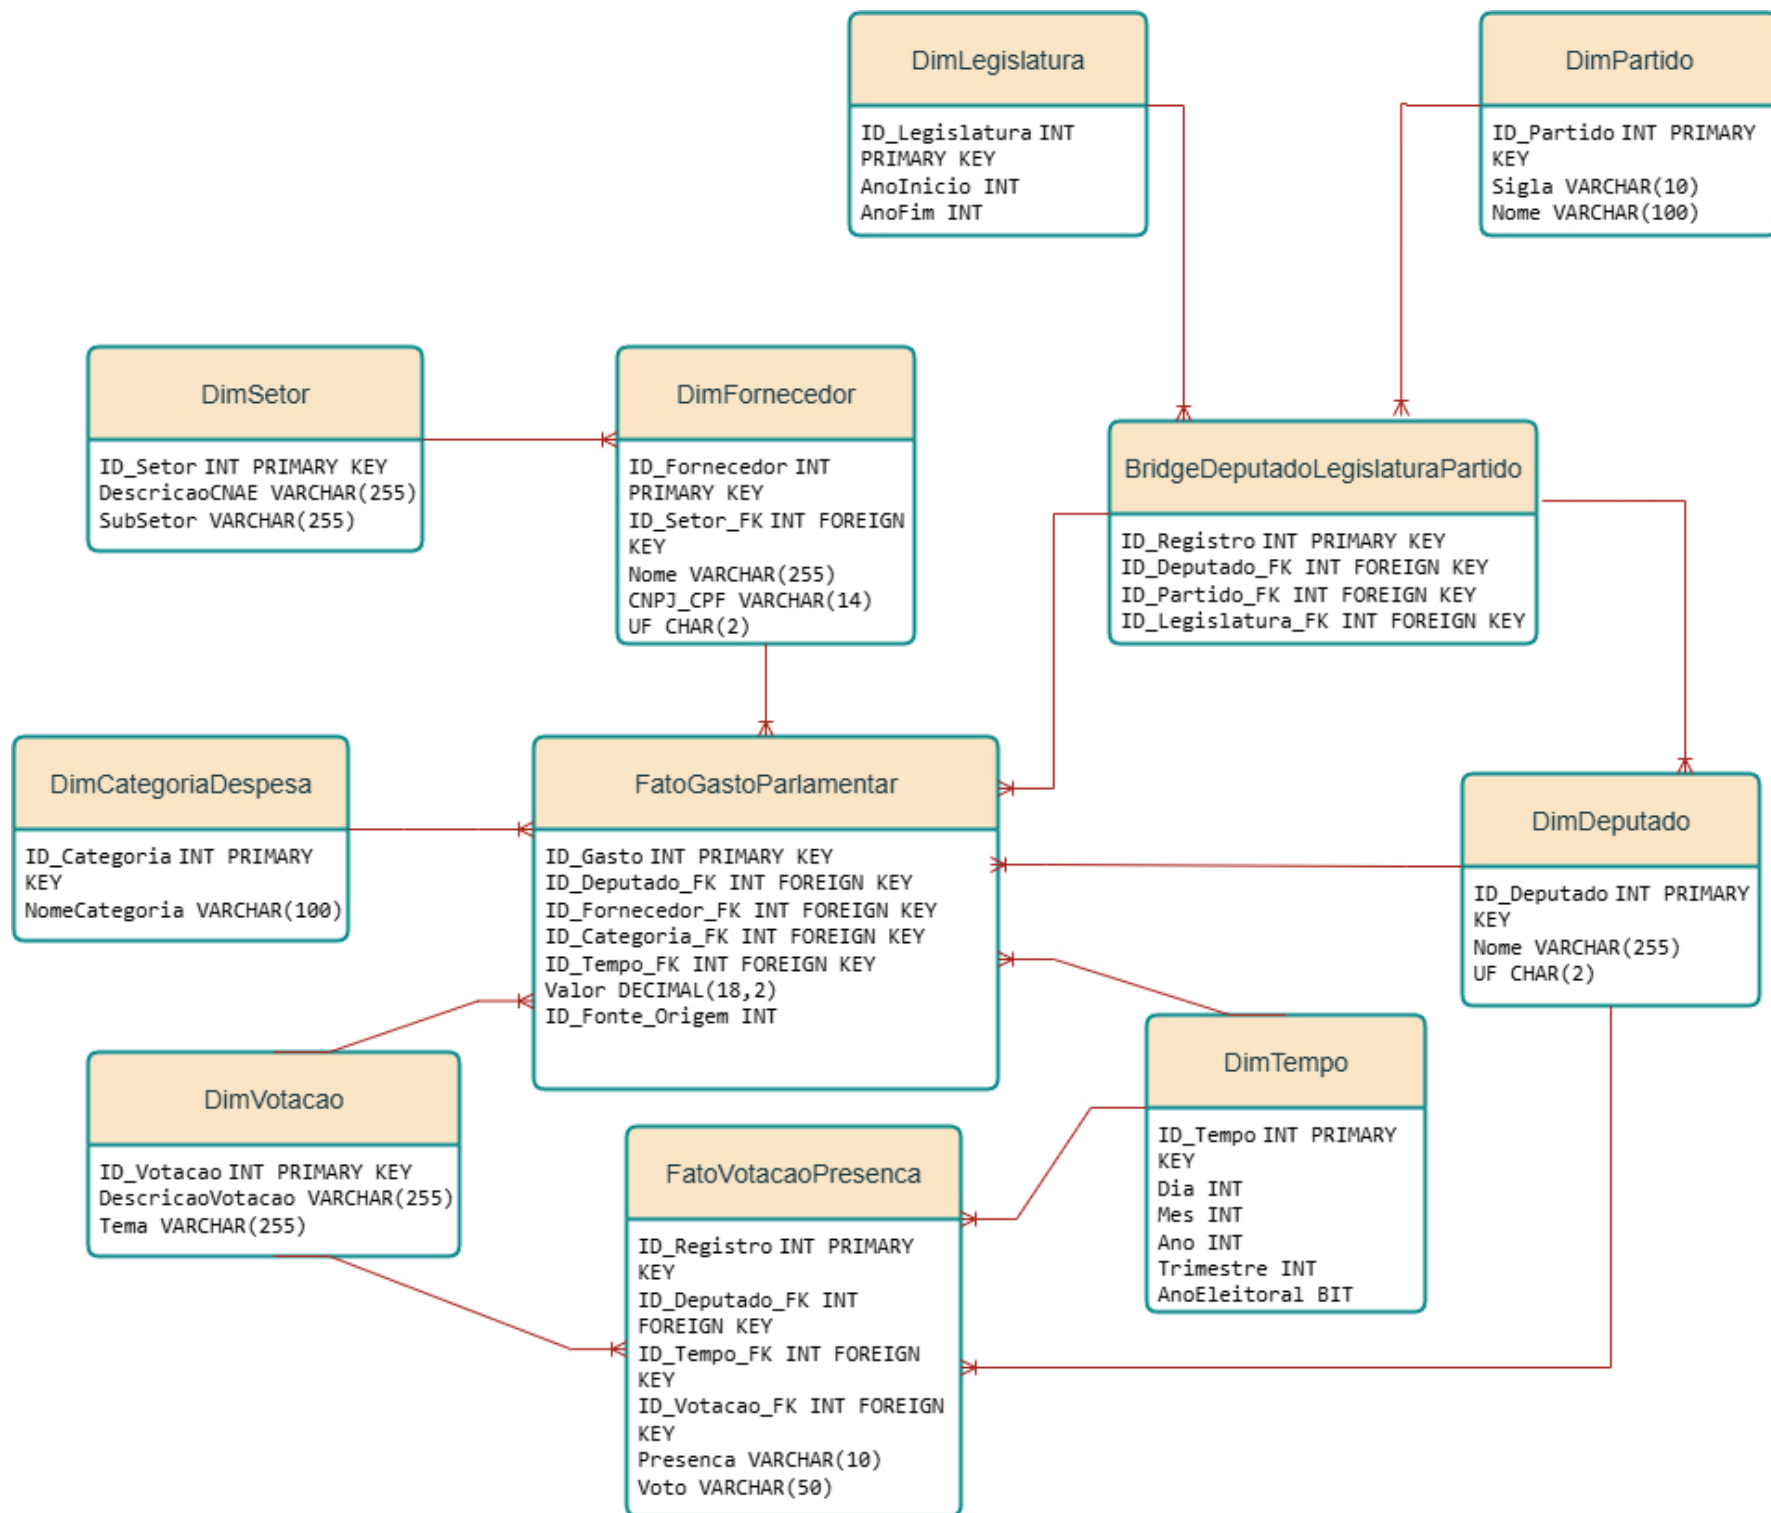 DimLegislatura
ID_Legislatura INT
PRIMARY KEY
AnoInicio INT
AnoFim INT
DimPartido
ID_Partido INT PRIMARY
KEY
Sigla VARCHAR(10)
Nome VARCHAR(100)
DimSetor
ID_Setor INT PRIMARY KEY
DescricaoCNAE VARCHAR(255)
SubSetor VARCHAR(255)
DimFornecedor
ID_Fornecedor INT
PRIMARY KEY
ID_Setor_FK INT FOREIGN
KEY
Nome VARCHAR(255)
CNPJ_CPF VARCHAR(14)
UF CHAR(2)
BridgeDeputadoLegislaturaPartido
ID_Registro INT PRIMARY KEY
ID_Deputado_FK INT FOREIGN KEY
ID_Partido_FK INT FOREIGN KEY
ID_Legislatura_FK INT FOREIGN KEY
DimCategoriaDespesa
ID_Categoria INT PRIMARY
KEY
NomeCategoria VARCHAR(100)
FatoGastoParlamentar
ID_Gasto INT PRIMARY KEY
ID_Deputado_FK INT FOREIGN KEY
ID_Fornecedor_FK INT FOREIGN KEY
ID_Categoria_FK INT FOREIGN KEY
ID_Tempo_FK INT FOREIGN KEY
Valor DECIMAL(18,2)
ID_Fonte_Origem INT
DimDeputado
ID_Deputado INT PRIMARY
KEY
Nome VARCHAR(255)
UF CHAR(2)
DimVotacao
ID_Votacao INT PRIMARY KEY
DescricaoVotacao VARCHAR(255)
Tema VARCHAR(255)
FatoVotacaoPresenca
ID_Registro INT PRIMARY
KEY
ID_Deputado_FK INT
FOREIGN KEY
ID_Tempo_FK INT FOREIGN
KEY
ID_Votacao_FK INT FOREIGN
KEY
Presenca VARCHAR(10)
Voto VARCHAR(50)
DimTempo
ID_Tempo INT PRIMARY
KEY
Dia INT
Mes INT
Ano INT
Trimestre INT
AnoEleitoral BIT